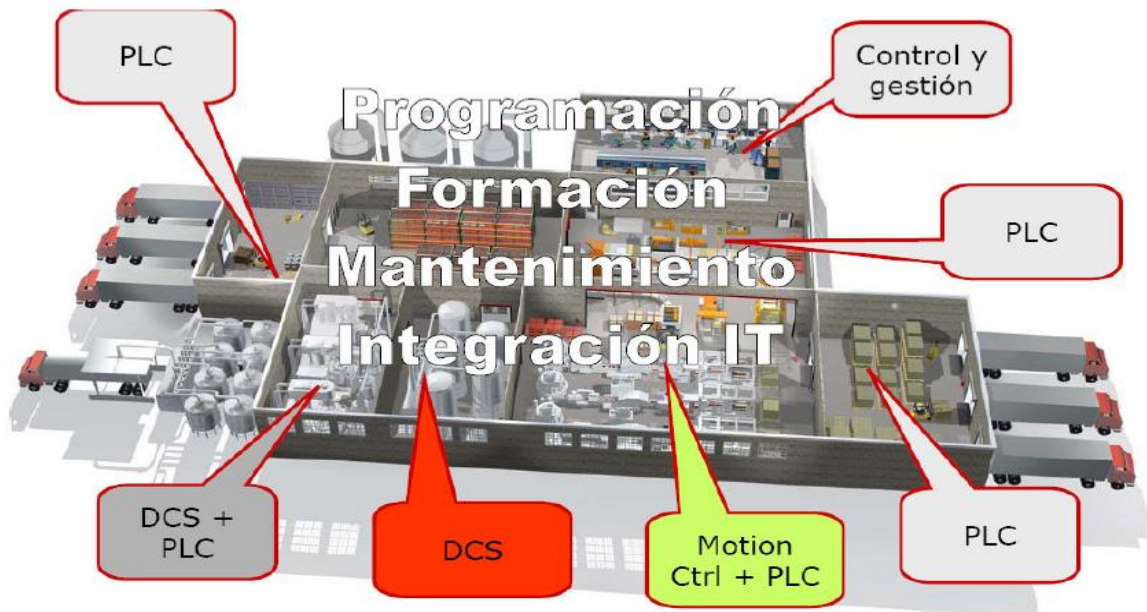 PLC
Control y
gestión
Programación
Formación
Mantenimiento
Integración IT
PLC
DCS +
PLC
DCS
Motion
Ctrl + PLC
PLC